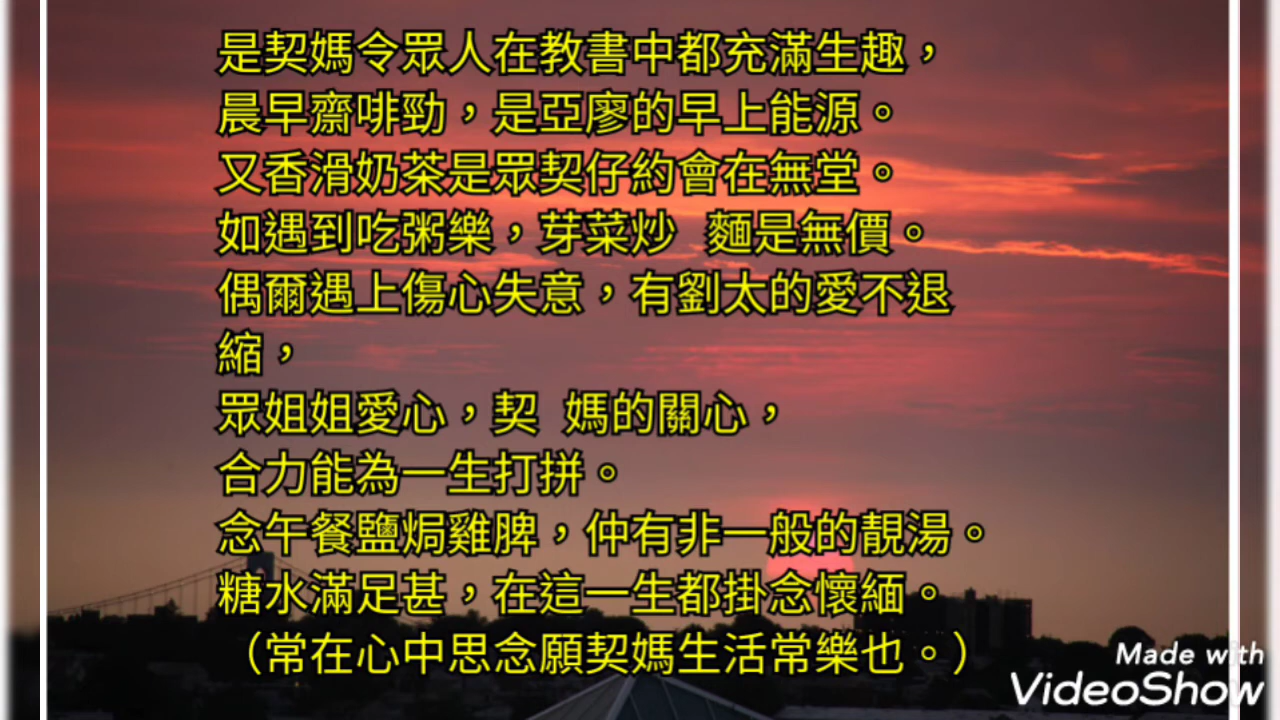 是契媽令眾人在教書中都充滿生趣，
晨早齋啡勁，是亞廖的早上能源。
又香滑奶茶是眾契仔約會在無堂。
如遇到吃粥樂，芽菜炒 麵是無價。
偶爾遇上傷心失意，有劉太的愛不退
縮，
眾姐姐愛心，契 媽的關心，
合力能為一生打拼。
念午餐鹽焗雞脾，仲有非一般的靚湯。
糖水滿足甚，在這一生都掛念懷緬。
（常在心中思念願契媽生活常樂也。）
Made with
VideoShow